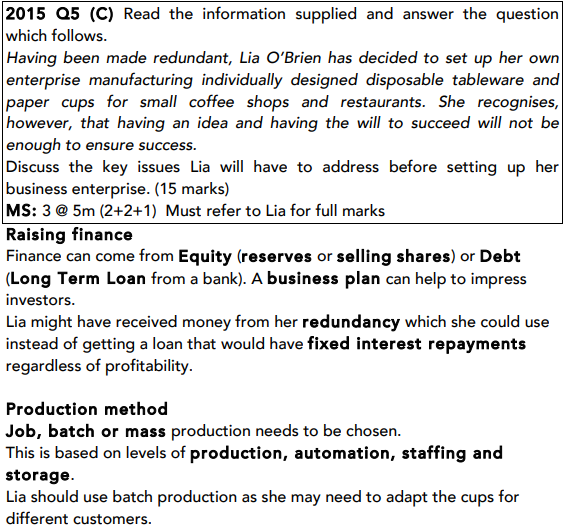 2015 Q5 (C) Read the information supplied and answer the question
which follows.
Having been made redundant, Lia O’Brien has decided to set up her own
enterprise manufacturing individually designed disposable tableware and
paper cups for small coffee shops and restaurants. She recognises,
however, that having an idea and having the will to succeed will not be
enough to ensure success.
Discuss the key issues Lia will have to address before setting up her
business enterprise. (15 marks)
MS: 3 @ 5m (2+2+1) Must refer to Lia for full marks
Raising finance
Finance can come from Equity (reserves or selling shares) or Debt
(Long Term Loan from a bank). A business plan can help to impress
investors.
Lia might have received money from her redundancy which she could use
instead of getting a loan that would have fixed interest repayments
regardless of profitability.
Production method
Job, batch or mass production needs to be chosen.
This is based on levels of production, automation, staffing and
storage.
Lia should use batch production as she may need to adapt the cups for
different customers.